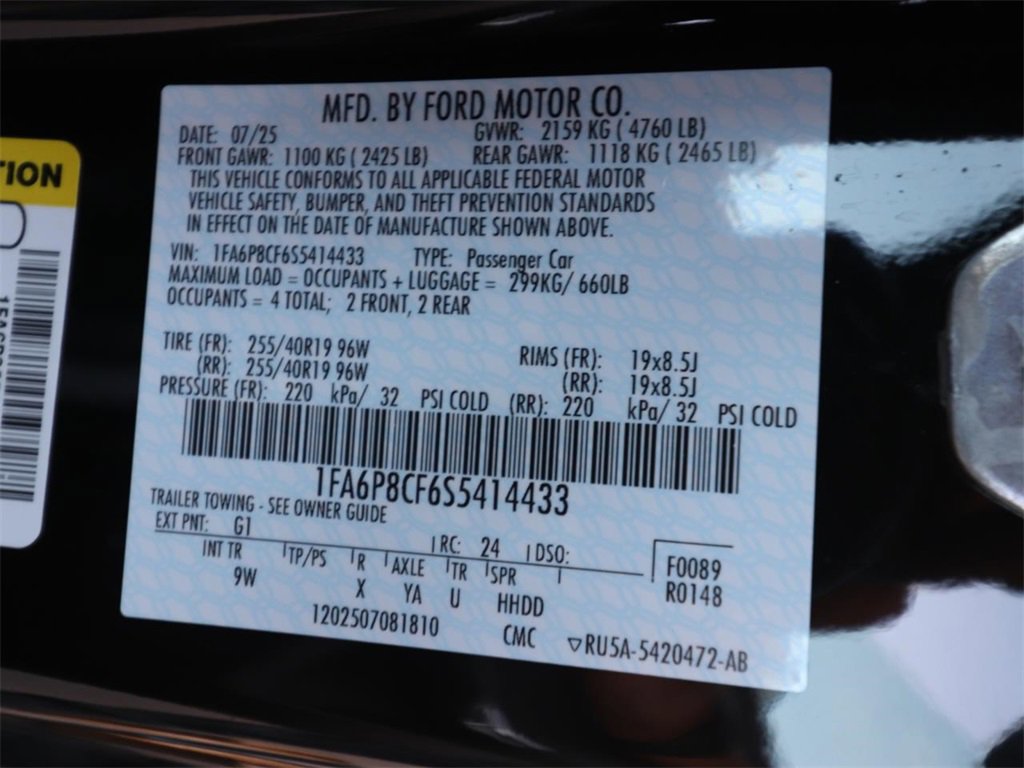 TION
MFD. BY FORD MOTOR CO.
DATE: 07/25 GVWR: 2159 KG ( 4760 LB)
FRONT GAWR: 1100 KG ( 2425 LB) REAR GAWR: 1118 KG ( 2465 LB)
THIS VEHICLE CONFORMS TO ALL APPLICABLE FEDERAL MOTOR
VEHICLE SAFETY, BUMPER, AND THEFT PREVENTION STANDARDS
IN EFFECT ON THE DATE OF MANUFACTURE SHOWN ABOVE.
VIN: 1FA6P8CF6S5414433 TYPE: Passenger Car
MAXIMUM LOAD = OCCUPANTS + LUGGAGE = 299KG/ 660LB
OCCUPANTS = 4 TOTAL; 2 FRONT, 2 REAR
TIRE (FR): 255/40R19 96W RIMS (FR): 19x8.5J
(RR): 255/40R19 96W (RR): 19x8.5J
PRESSURE (FR): 220 kPa/ 32 PSI COLD (RR): 220 kPa/ 32 PSI COLD
1FA6P8CF6S5414433
TRAILER TOWING - SEE OWNER GUIDE
EXT PNT: G1 RC: 24 DSO:
INT TR TP/PS R AXLE TR SPR F0089
9W X YA U HHDD R0148
1202507081810 CMC ▽RU5A-5420472-AB